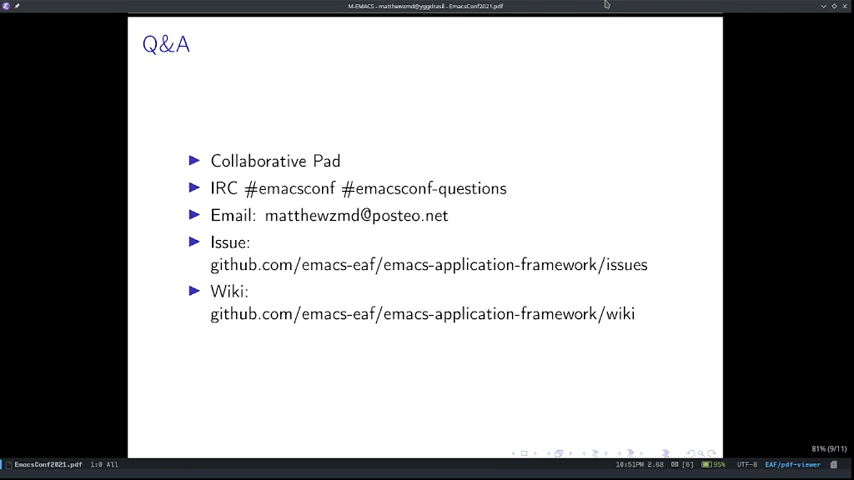 M-EMACS - matthewzmd@yggdrasil - EmacsConf2021.pdf
Q&A
Collaborative Pad
IRC #emacsconf #emacsconf-questions
Email: matthewzmd@posteo.net
Issue:
github.com/emacs-eaf/emacs-application-framework/issues
Wiki:
github.com/emacs-eaf/emacs-application-framework/wiki
81% (9/11)
EmacsConf2021.pdf 1:0 All 10:51PM 2.68 [6] 95% UTF-8 EAF/pdf-viewer